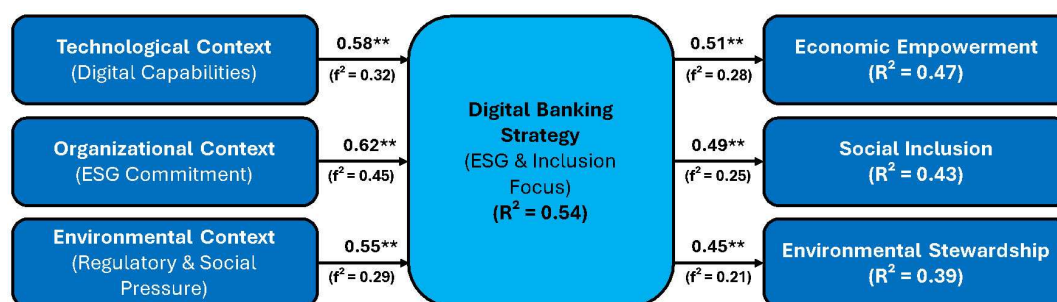 Technological Context
(Digital Capabilities)
0.58**
(f² = 0.32)
Organizational Context
(ESG Commitment)
0.62**
(f² = 0.45)
Environmental Context
(Regulatory & Social
Pressure)
0.55**
(f² = 0.29)
Digital Banking
Strategy
(ESG & Inclusion
Focus)
(R² = 0.54)
0.51**
(f² = 0.28)
Economic Empowerment
(R² = 0.47)
0.49**
(f² = 0.25)
Social Inclusion
(R² = 0.43)
0.45**
(f² = 0.21)
Environmental Stewardship
(R² = 0.39)